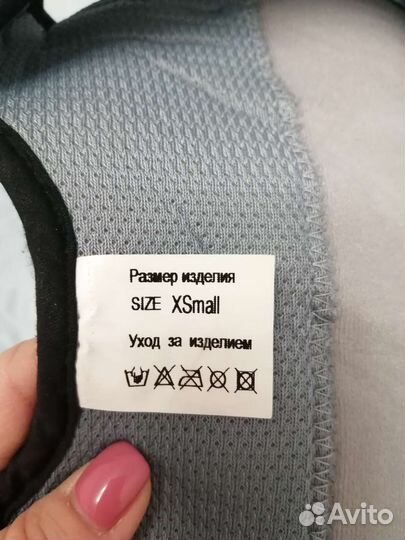 Размер изделия
SIZE XSmall
Уход за изделием
Avito